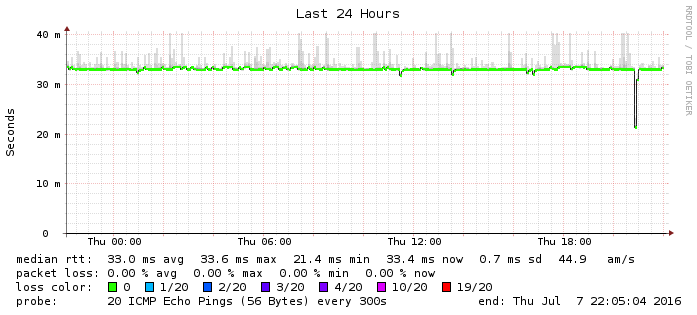 Last 24 Hours
RRDTOOL / TOBI OETIKER
Seconds
40 m
30 m
20 m
10 m
0
Thu 00:00 Thu 06:00 Thu 12:00 Thu 18:00
median rtt: 33.0 ms avg 33.6 ms max 21.4 ms min 33.4 ms now 0.7 ms sd 44.9 am/s
packet loss: 0.00 % avg 0.00 % max 0.00 % min 0.00 % now
loss color: 0 1/20 2/20 3/20 4/20 10/20 19/20
probe: 20 ICMP Echo Pings (56 Bytes) every 300s end: Thu Jul 7 22:05:04 2016